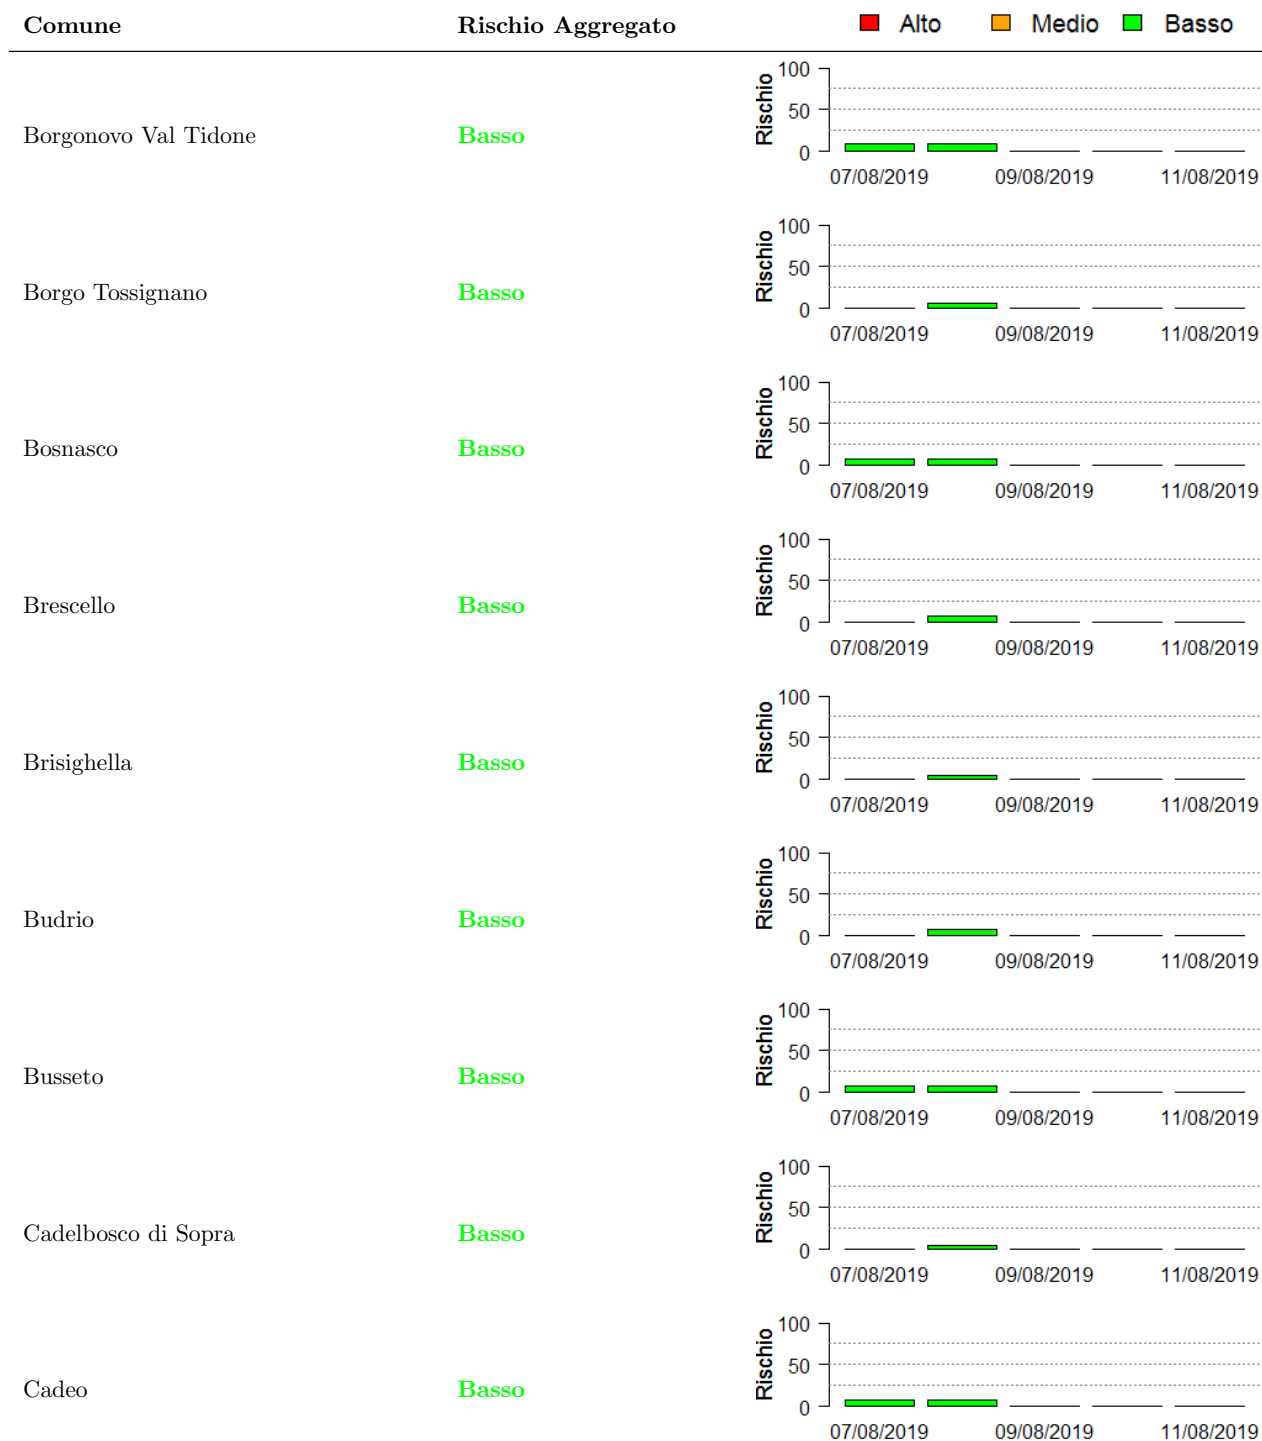 Comune Rischio Aggregato Alto Medio Basso
Borgonovo Val Tidone Basso
Rischio
100
50
0
07/08/2019 09/08/2019 11/08/2019
Borgo Tossignano Basso
Rischio
100
50
0
07/08/2019 09/08/2019 11/08/2019
Bosnasco Basso
Rischio
100
50
0
07/08/2019 09/08/2019 11/08/2019
Brescello Basso
Rischio
100
50
0
07/08/2019 09/08/2019 11/08/2019
Brisighella Basso
Rischio
100
50
0
07/08/2019 09/08/2019 11/08/2019
Budrio Basso
Rischio
100
50
0
07/08/2019 09/08/2019 11/08/2019
Busseto Basso
Rischio
100
50
0
07/08/2019 09/08/2019 11/08/2019
Cadelbosco di Sopra Basso
Rischio
100
50
0
07/08/2019 09/08/2019 11/08/2019
Cadeo Basso
Rischio
100
50
0
07/08/2019 09/08/2019 11/08/2019